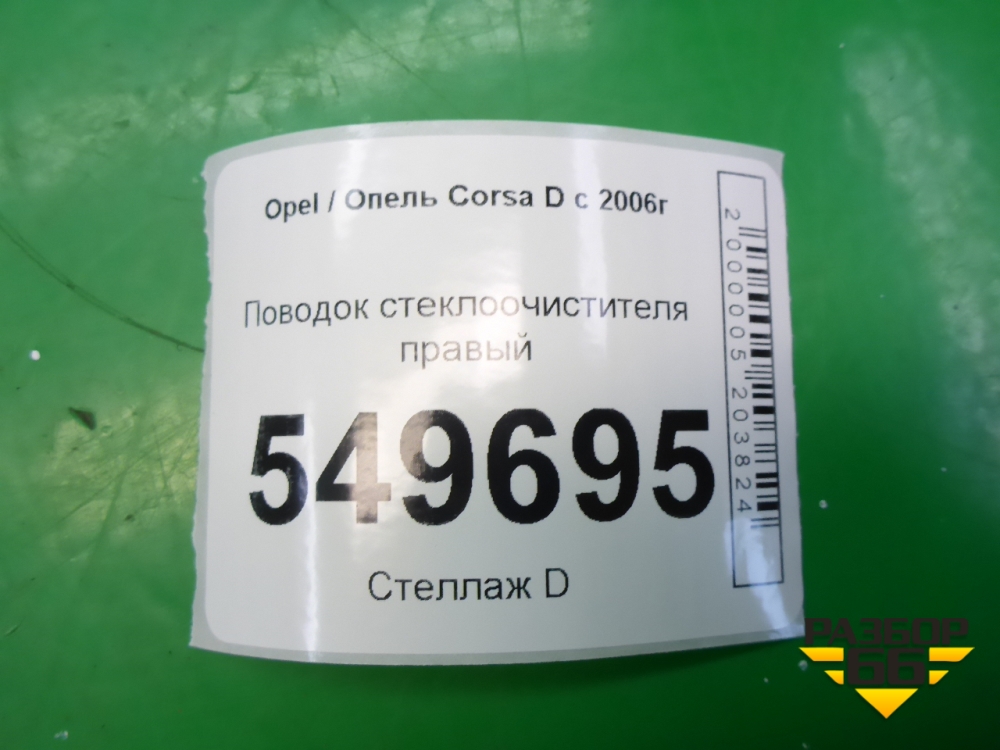 Opel / Опель Corsa D с 2006г
Поводок стеклоочистителя
правый
549695
Стеллаж D
2000005203824
РАЗБОР
66